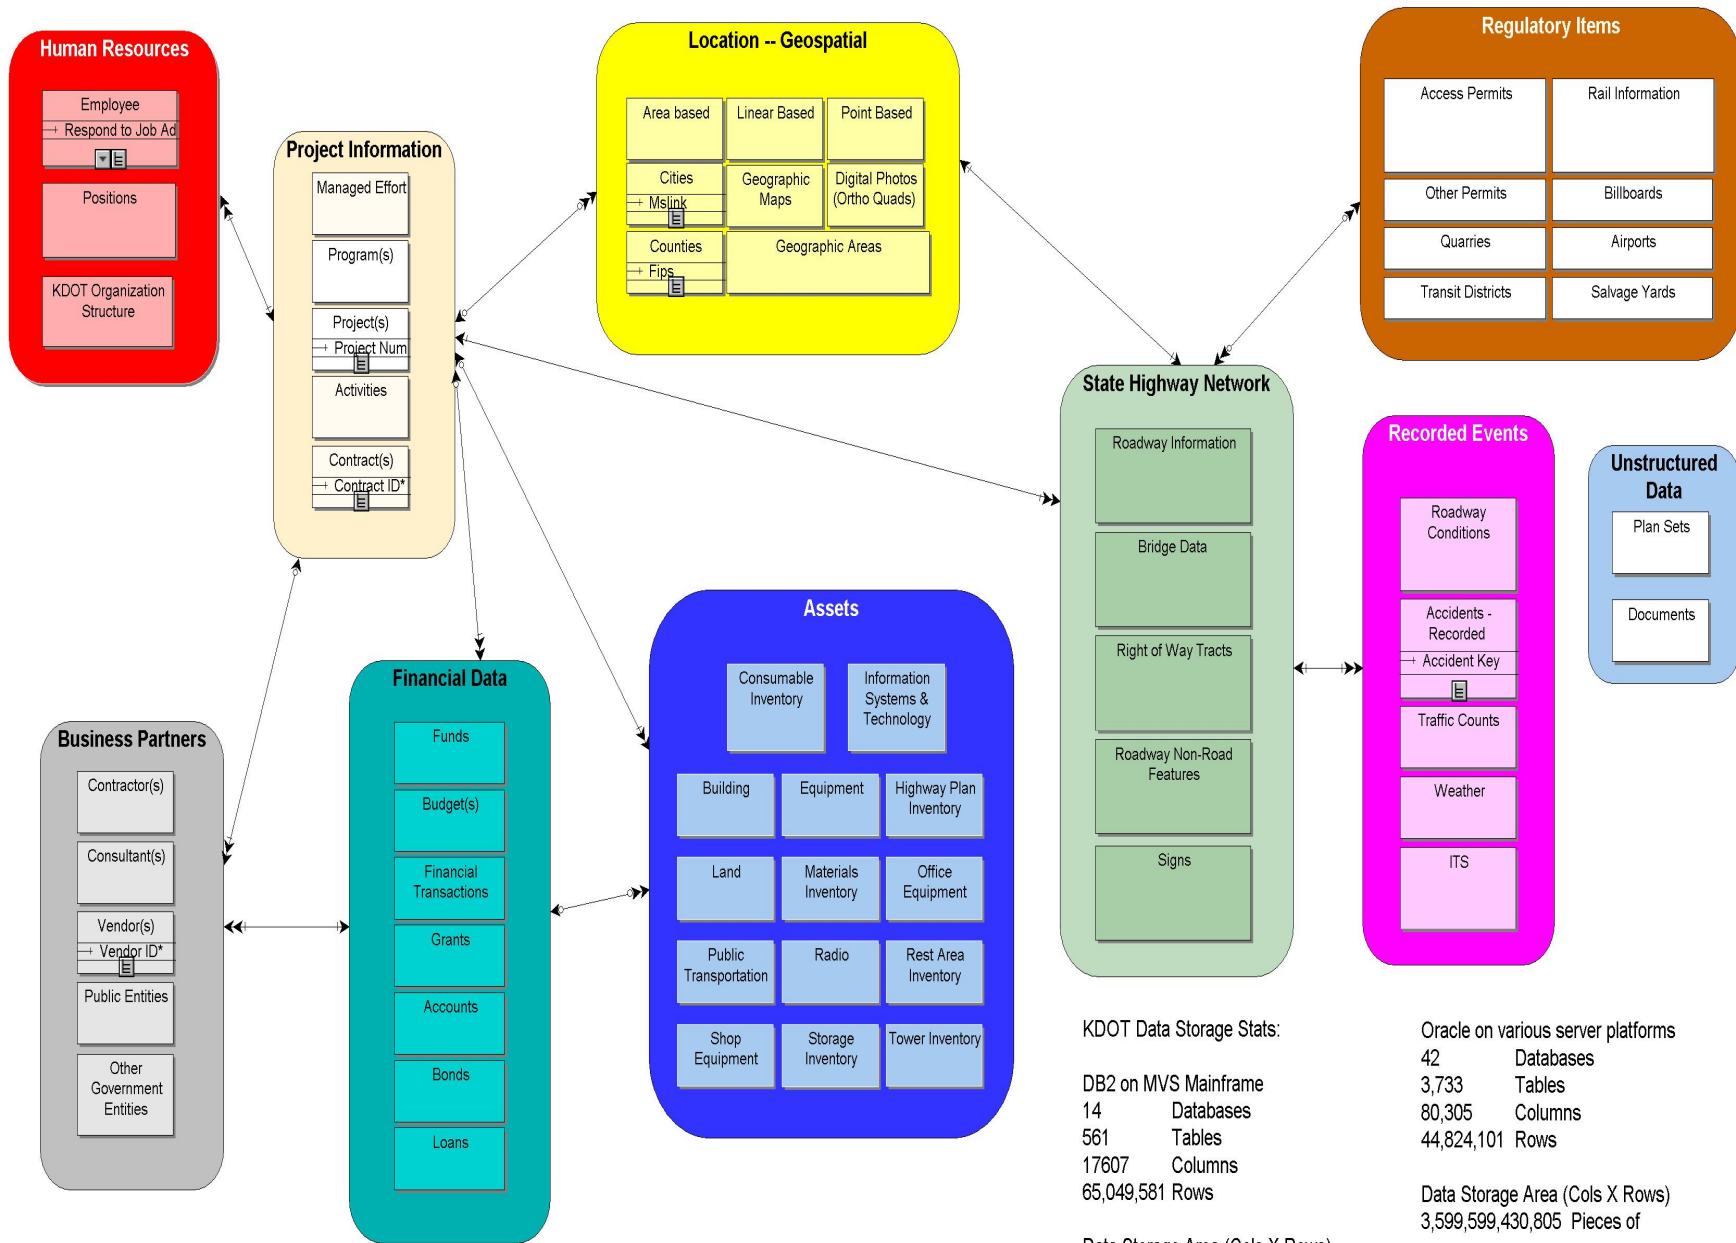 Human Resources
Employee
Respond to Job Ad
Positions
KDOT Organization
Structure
Project Information
Managed Effort
Program(s)
Project(s)
Project Num
Activities
Contract(s)
Contract ID*
Location -- Geospatial
Area based
Linear Based
Point Based
Cities
Mslink
Geographic
Maps
Digital Photos
(Ortho Quads)
Counties
Fips
Geographic Areas
Regulatory Items
Access Permits
Rail Information
Other Permits
Billboards
Quarries
Airports
Transit Districts
Salvage Yards
State Highway Network
Roadway Information
Bridge Data
Right of Way Tracts
Roadway Non-Road
Features
Signs
Recorded Events
Roadway
Conditions
Accidents -
Recorded
Accident Key
Traffic Counts
Weather
ITS
Unstructured
Data
Plan Sets
Documents
Business Partners
Contractor(s)
Consultant(s)
Vendor(s)
Vendor ID*
Public Entities
Other
Government
Entities
Financial Data
Funds
Budget(s)
Financial
Transactions
Grants
Accounts
Bonds
Loans
Assets
Consumable
Inventory
Information
Systems &
Technology
Building
Equipment
Highway Plan
Inventory
Land
Materials
Inventory
Office
Equipment
Public
Transportation
Radio
Rest Area
Inventory
Shop
Equipment
Storage
Inventory
Tower Inventory
KDOT Data Storage Stats:
DB2 on MVS Mainframe
14 Databases
561 Tables
17607 Columns
65,049,581 Rows
Data Storage Area (Cols X Rows)
Oracle on various server platforms
42 Databases
3,733 Tables
80,305 Columns
44,824,101 Rows
Data Storage Area (Cols X Rows)
3,599,599,430,805 Pieces of